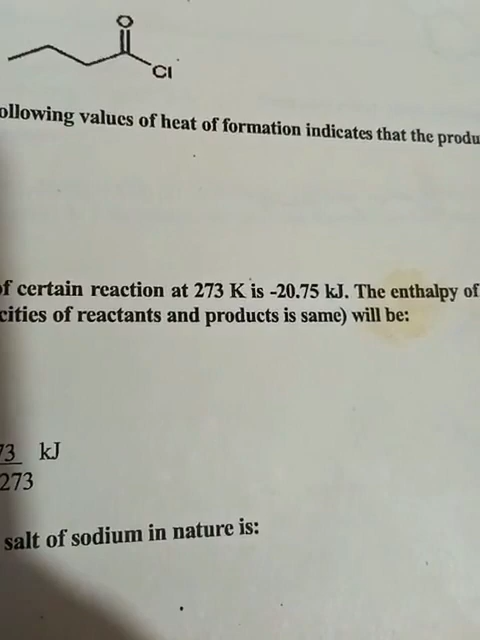 O
Cl
ollowing values of heat of formation indicates that the produ
of certain reaction at 273 K is -20.75 kJ. The enthalpy of
cities of reactants and products is same) will be:
73 kJ
273
salt of sodium in nature is: